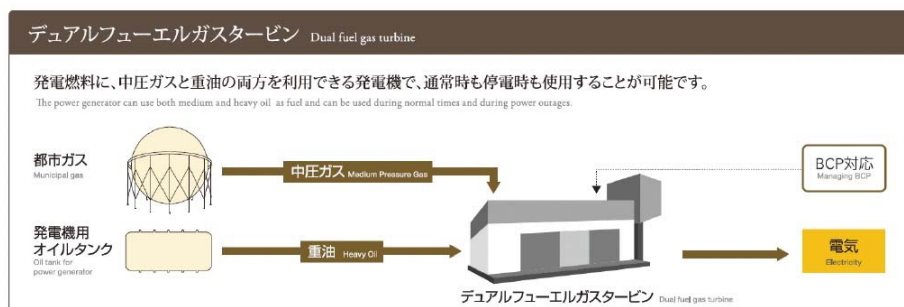 デュアルフューエルガスタービン Dual fuel gas turbine
発電燃料に、中圧ガスと重油の両方を利用できる発電機で、通常時も停電時も使用することが可能です。
The power generator can use both medium and heavy oil as fuel and can be used during normal times and during power outages.
都市ガス
Municipal gas
中圧ガス Medium Pressure Gas
BCP対応
Managing BCP
発電機用
オイルタンク
Oil tank for
power generator
重油 Heavy Oil
電気
Electricity
デュアルフューエルガスタービン Dual fuel gas turbine